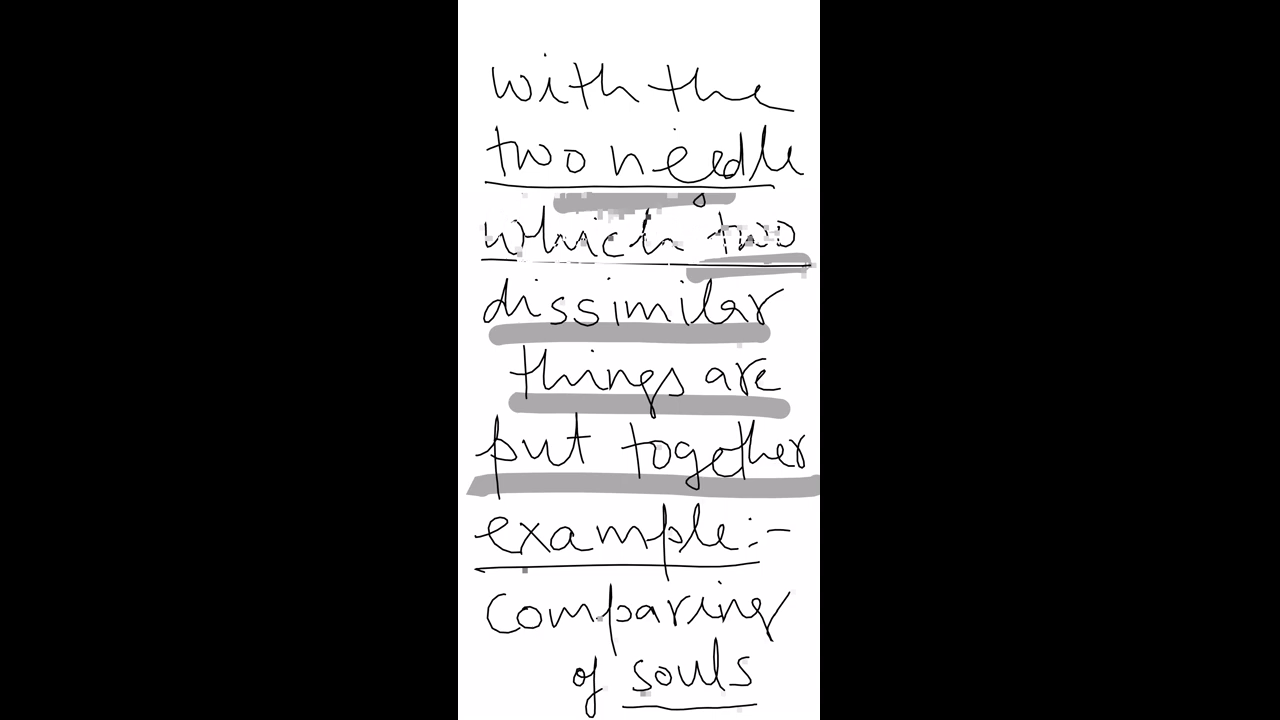 with the
two needle
which two
dissimilar
things are
put together
example:-
comparing
of souls